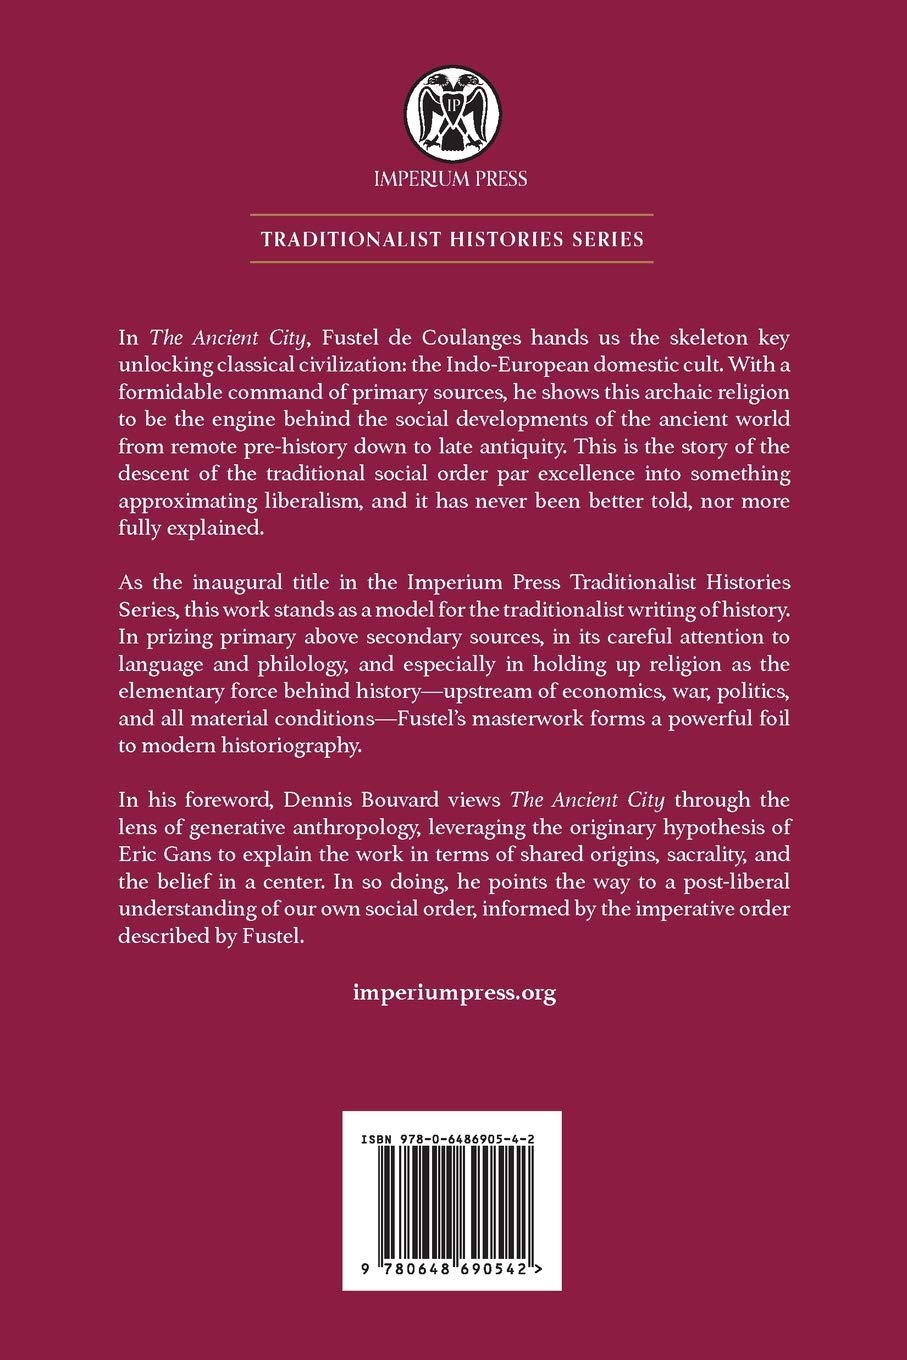 IP
IMPERIUM PRESS
TRADITIONALIST HISTORIES SERIES
In The Ancient City, Fustel de Coulanges hands us the skeleton key
unlocking classical civilization: the Indo-European domestic cult. With a
formidable command of primary sources, he shows this archaic religion
to be the engine behind the social developments of the ancient world
from remote pre-history down to late antiquity. This is the story of the
descent of the traditional social order par excellence into something
approximating liberalism, and it has never been better told, nor more
fully explained.
As the inaugural title in the Imperium Press Traditionalist Histories
Series, this work stands as a model for the traditionalist writing of history.
In prizing primary above secondary sources, in its careful attention to
language and philology, and especially in holding up religion as the
elementary force behind history—upstream of economics, war, politics,
and all material conditions—Fustel’s masterwork forms a powerful foil
to modern historiography.
In his foreword, Dennis Bouvard views The Ancient City through the
lens of generative anthropology, leveraging the originary hypothesis of
Eric Gans to explain the work in terms of shared origins, sacrality, and
the belief in a center. In so doing, he points the way to a post-liberal
understanding of our own social order, informed by the imperative order
described by Fustel.
imperiumpress.org
ISBN 978-0-6486905-4-2
9 780648 690542 >